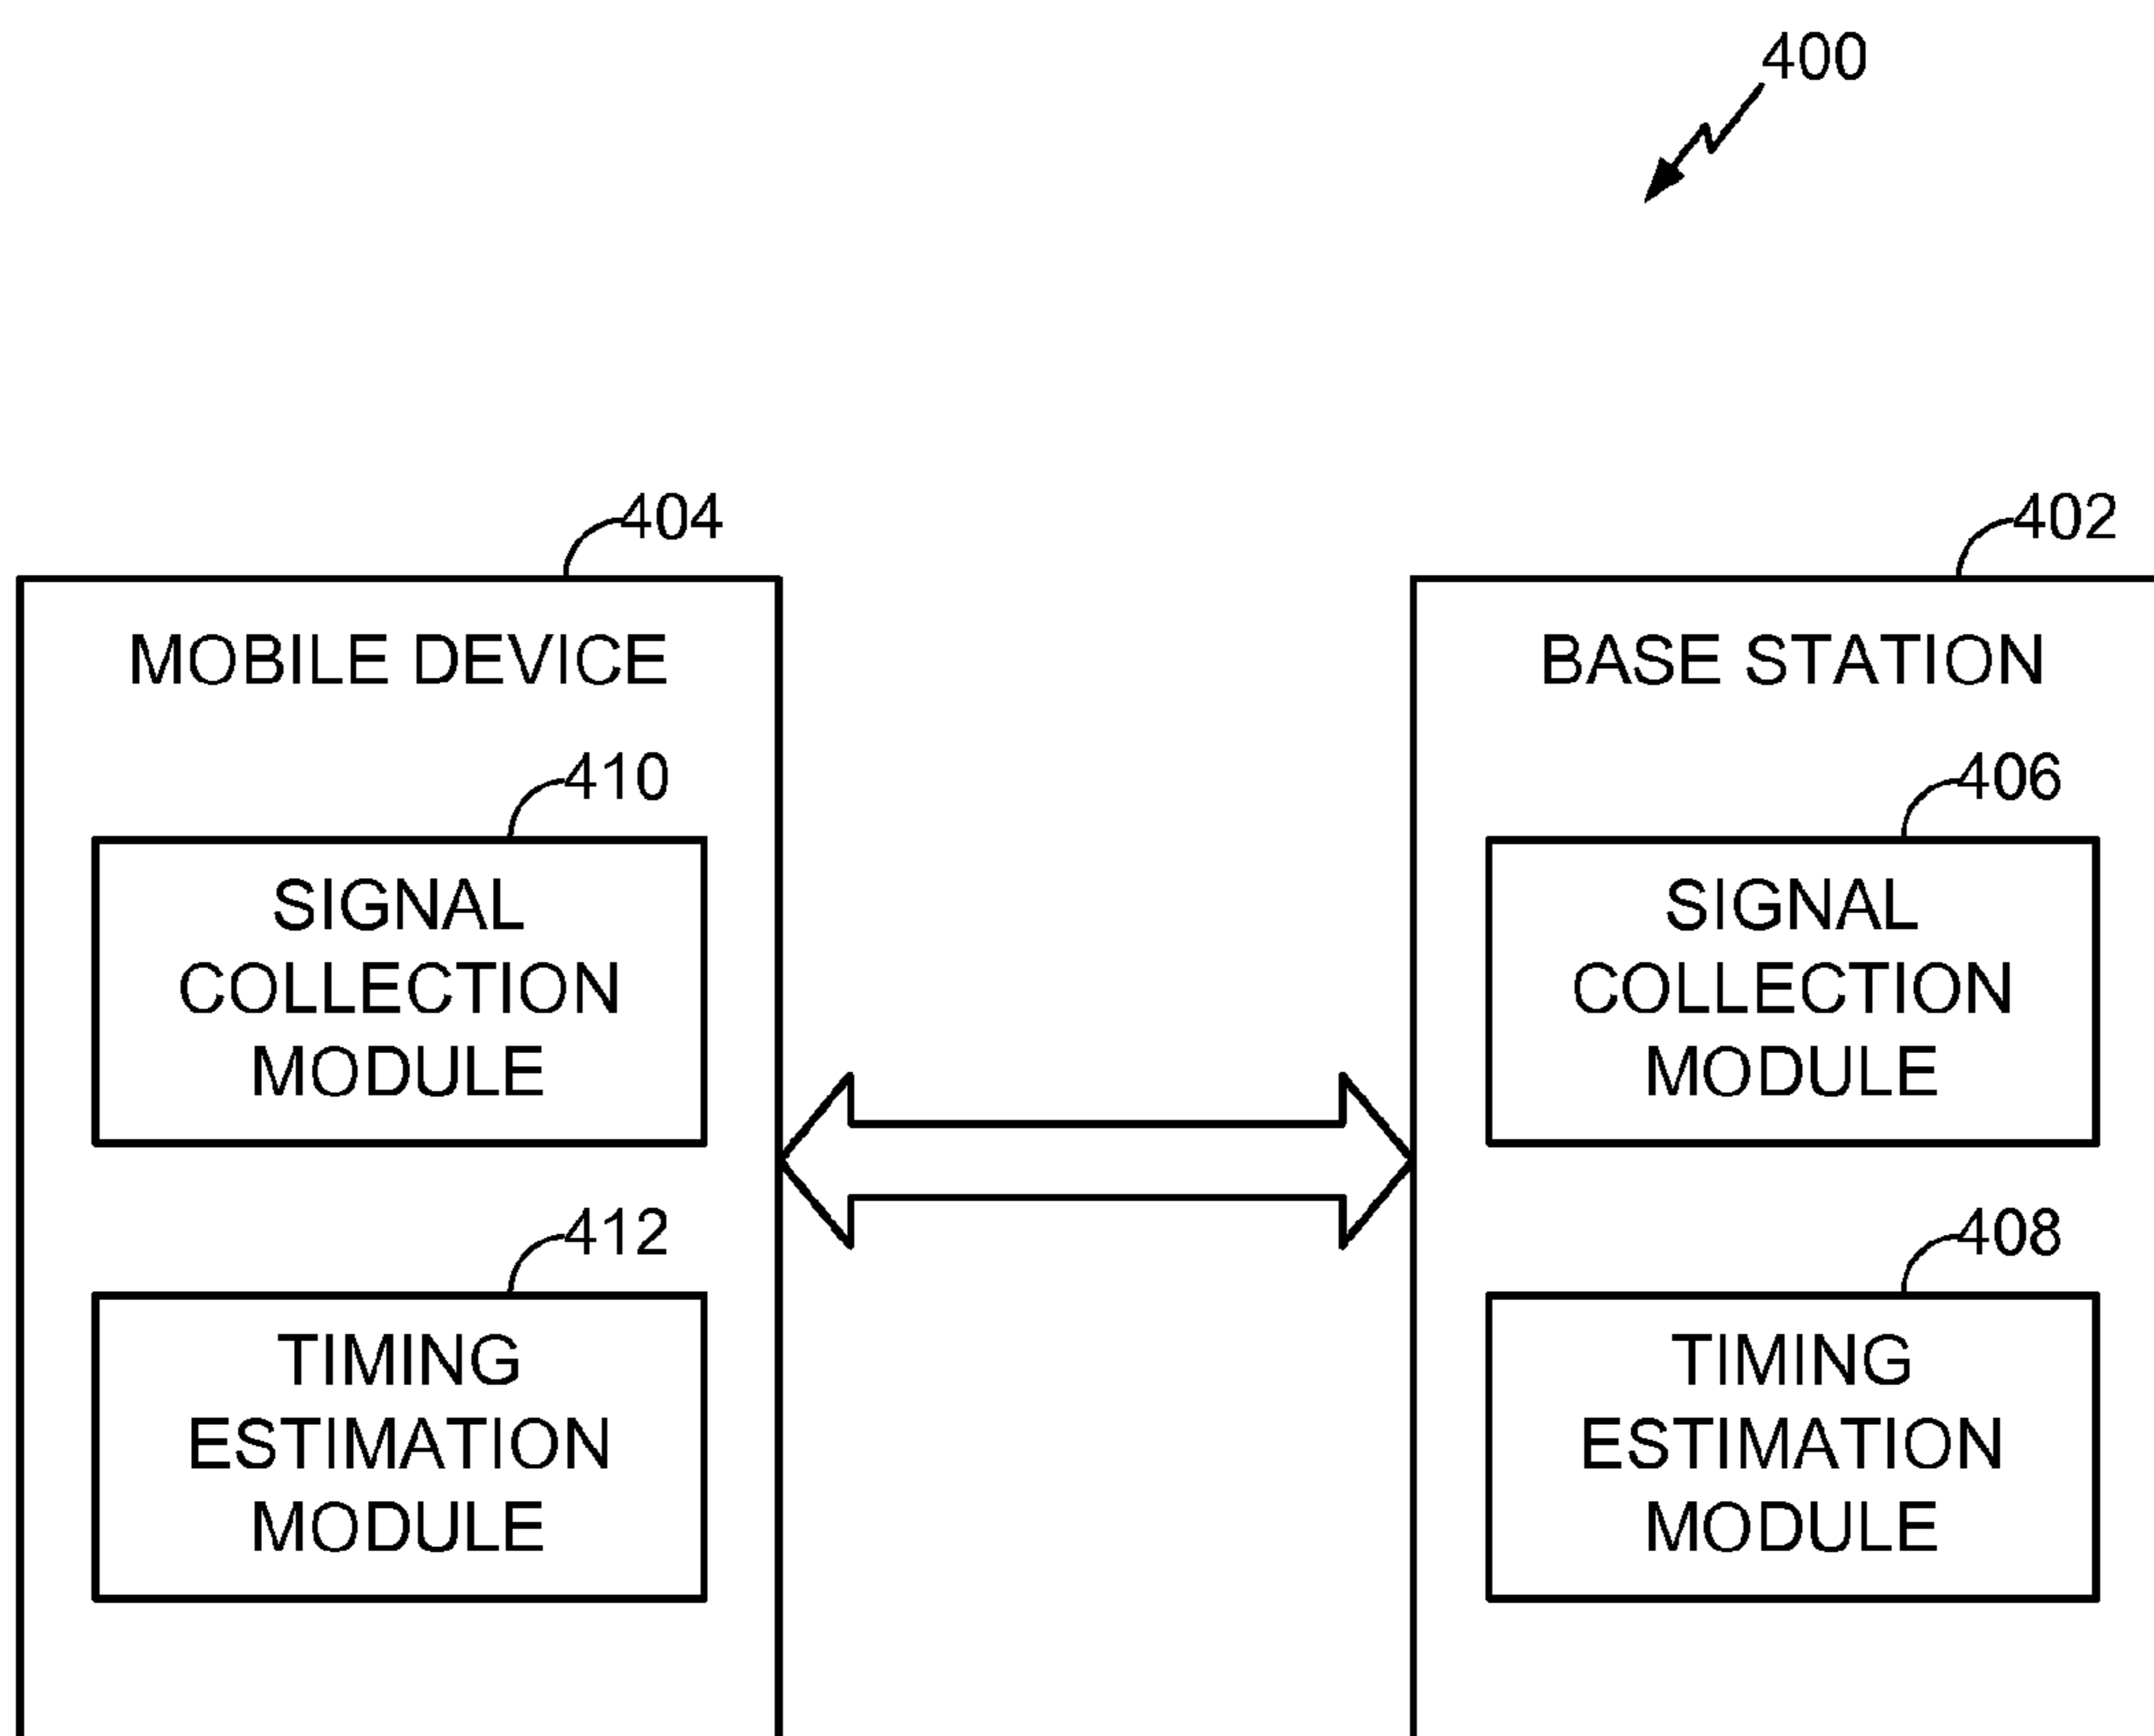 400
404
MOBILE DEVICE
410
SIGNAL
COLLECTION
MODULE
412
TIMING
ESTIMATION
MODULE
402
BASE STATION
406
SIGNAL
COLLECTION
MODULE
408
TIMING
ESTIMATION
MODULE